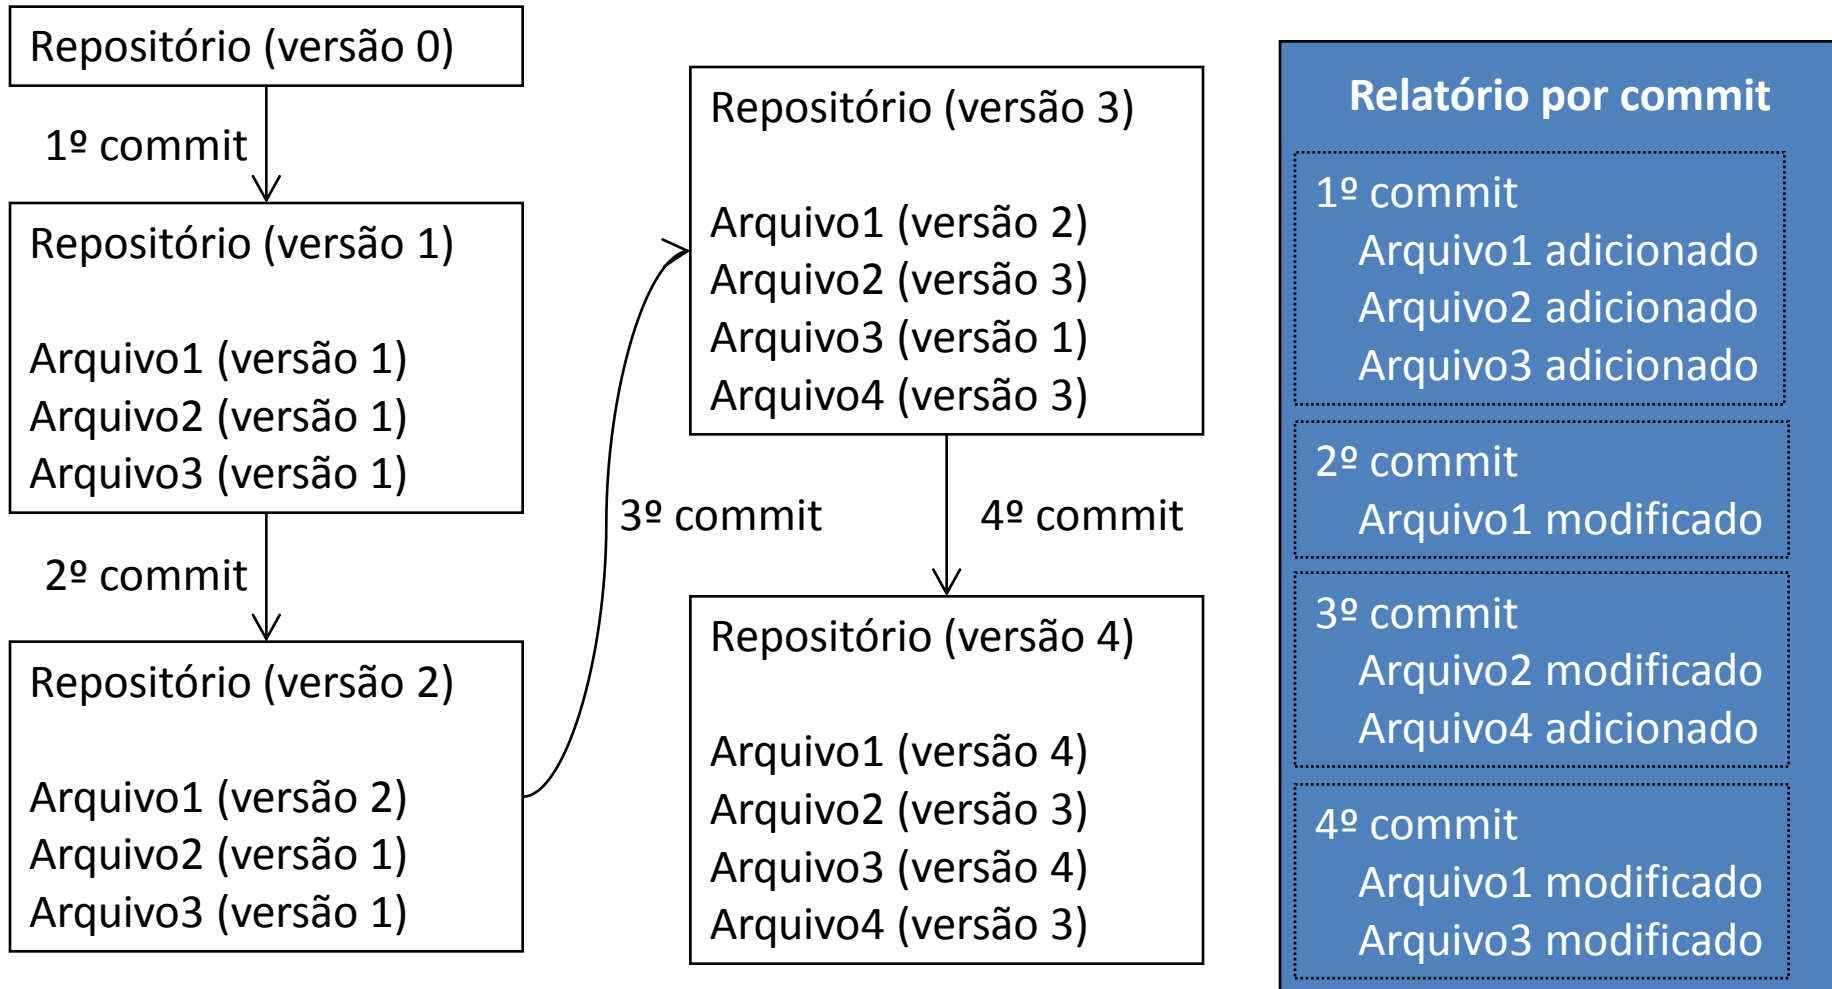 Repositório (versão 0)
1º commit
Repositório (versão 1)
Arquivo1 (versão 1)
Arquivo2 (versão 1)
Arquivo3 (versão 1)
2º commit
Repositório (versão 2)
Arquivo1 (versão 2)
Arquivo2 (versão 1)
Arquivo3 (versão 1)
3º commit
Repositório (versão 3)
Arquivo1 (versão 2)
Arquivo2 (versão 3)
Arquivo3 (versão 1)
Arquivo4 (versão 3)
4º commit
Repositório (versão 4)
Arquivo1 (versão 4)
Arquivo2 (versão 3)
Arquivo3 (versão 4)
Arquivo4 (versão 3)
Relatório por commit
1º commit
Arquivo1 adicionado
Arquivo2 adicionado
Arquivo3 adicionado
2º commit
Arquivo1 modificado
3º commit
Arquivo2 modificado
Arquivo4 adicionado
4º commit
Arquivo1 modificado
Arquivo3 modificado